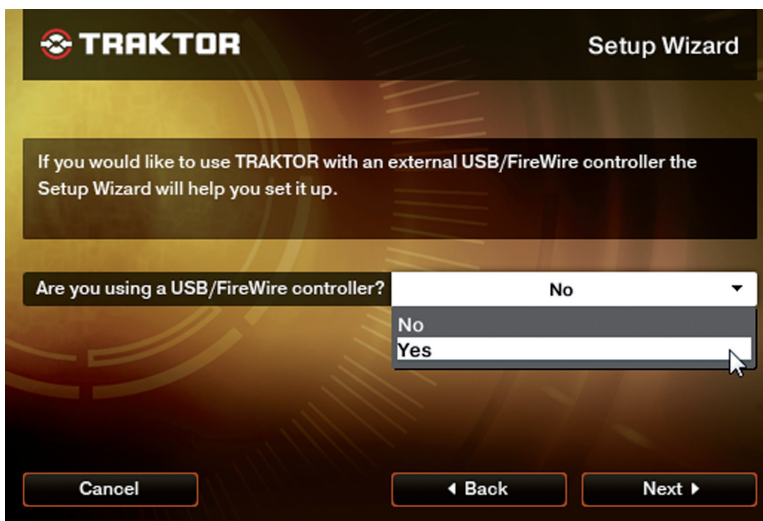 TRAKTOR
Setup Wizard
If you would like to use TRAKTOR with an external USB/FireWire controller the
Setup Wizard will help you set it up.
Are you using a USB/FireWire controller?
No
No
Yes
Cancel
Back
Next